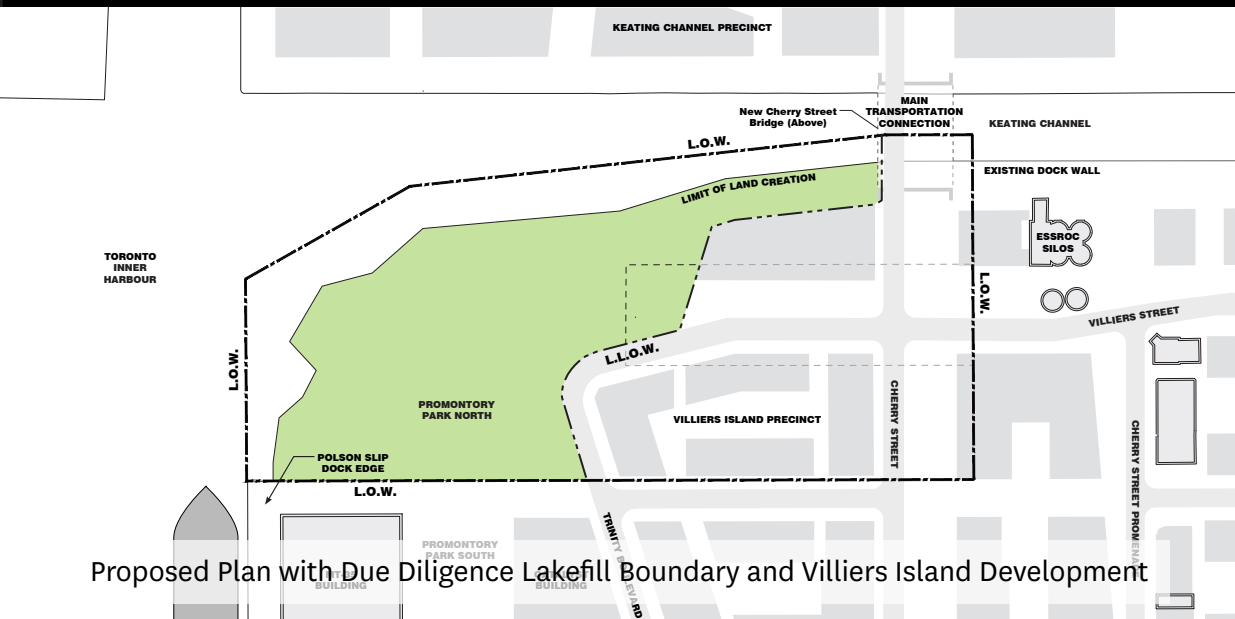 KEATING CHANNEL PRECINCT
MAIN
TRANSPORTATION
CONNECTION
New Cherry Street
Bridge (Above)
KEATING CHANNEL
L.O.W.
EXISTING DOCK WALL
LIMIT OF LAND CREATION
ESSROC
SILOS
TORONTO
INNER
HARBOUR
L.O.W.
VILLIERS STREET
L.L.O.W.
L.O.W.
PROMONTORY
PARK NORTH
VILLIERS ISLAND PRECINCT
CHERRY STREET
CHERRY STREET PROMENA
POLSON SLIP
DOCK EDGE
L.O.W.
TRINITY BOULEVARD
PROMONTORY
PARK SOUTH
Proposed Plan with Due Diligence Lakefill Boundary and Villiers Island Development
BUILDING
BUILDING